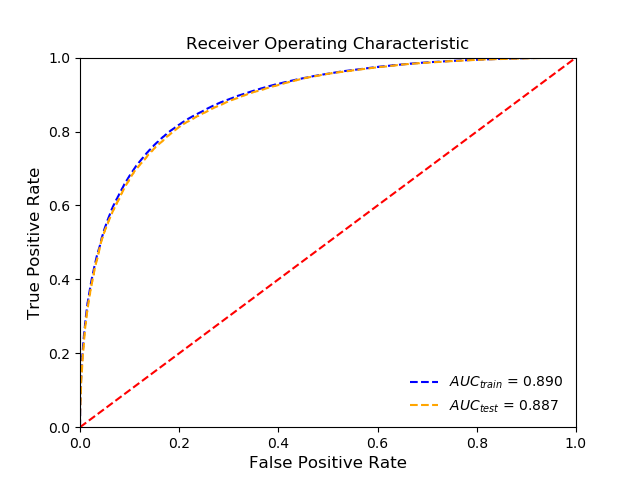 Receiver Operating Characteristic
True Positive Rate
1.0
0.8
0.6
0.4
0.2
0.0
AUC_train = 0.890
AUC_test = 0.887
0.0 0.2 0.4 0.6 0.8 1.0
False Positive Rate